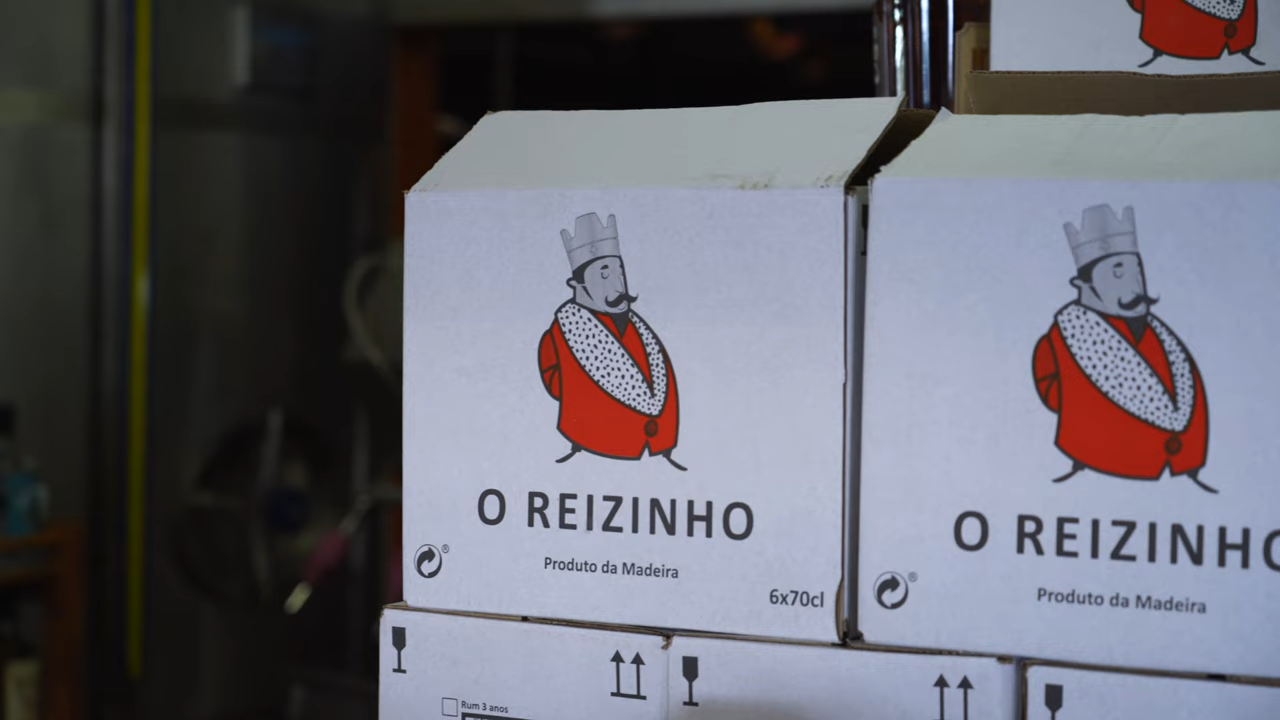 O REIZINHO
Produto da Madeira
6x70cl
®
O REIZINHO
Produto da Madeira
®
Rum 3 anos